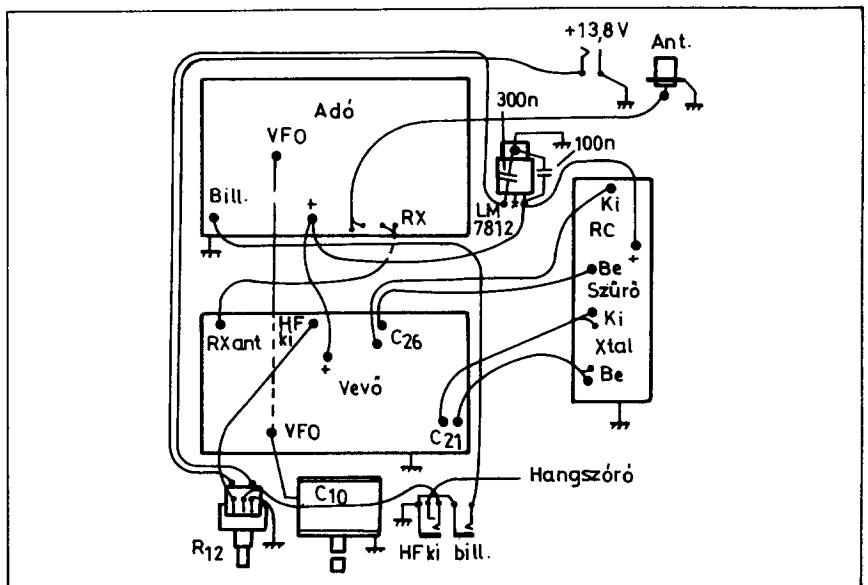 +13,8V
Ant.
300n
Adó
100n
VFO
Bill.
+
RX
LM
7812
Ki
RC
+
Be
Szűrő
Ki
Xtal
Be
RXant
HF
ki
C26
+
Vevő
VFO
C21
C10
Hangszóró
R12
HFki
bill.